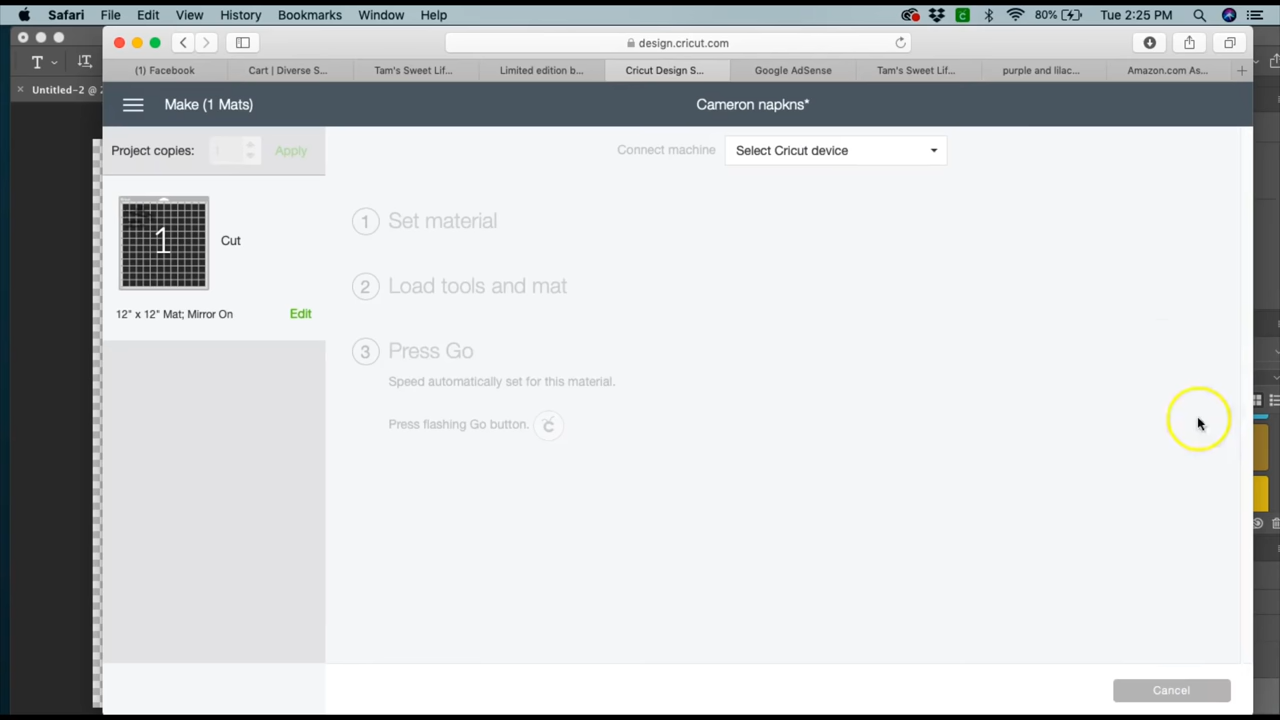 Safari File Edit View History Bookmarks Window Help
80% Tue 2:25 PM
design.cricut.com
T
Untitled-2 @ 2
(1) Facebook
Cart | Diverse S...
Tam's Sweet Lif...
Limited edition b...
Cricut Design S...
Google AdSense
Tam's Sweet Lif...
purple and lilac...
Amazon.com As...
Make (1 Mats)
Cameron napkns*
Project copies: 1 Apply
Connect machine Select Cricut device
1 Cut
12" x 12" Mat; Mirror On Edit
1 Set material
2 Load tools and mat
3 Press Go
Speed automatically set for this material.
Press flashing Go button.
Cancel